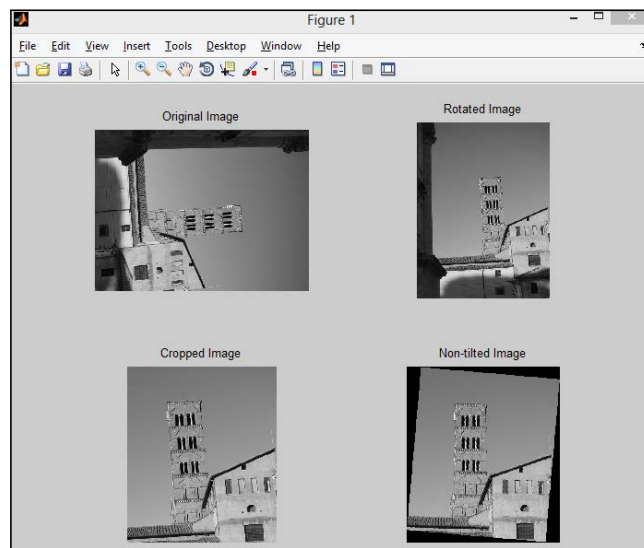 Figure 1
File Edit View Insert Tools Desktop Window Help
Original Image
Rotated Image
Cropped Image
Non-tilted Image